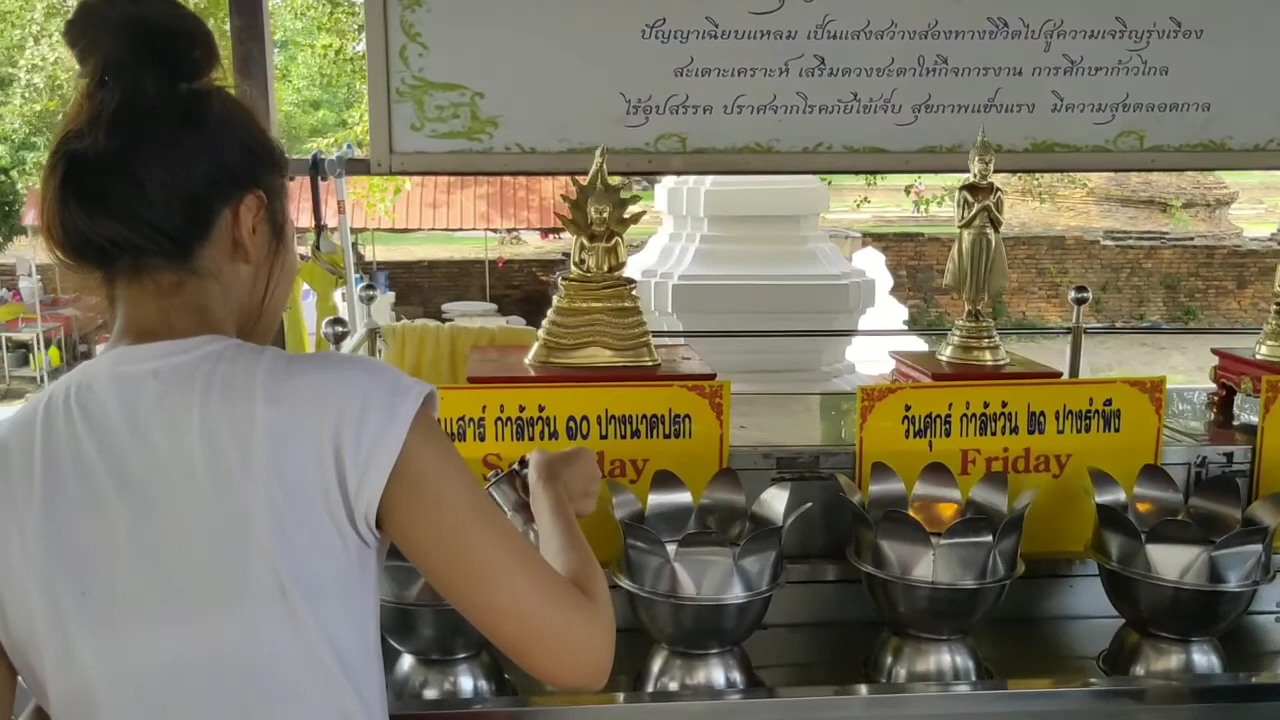 ปัญญาเฉียบแหลม เป็นแสงสว่างส่องทางชีวิตไปสู่ความเจริญรุ่งเรือง
สะเดาะเคราะห์ เสริมดวงชะตาให้กิจการงาน การศึกษาก้าวไกล
ไร้อุปสรรค ปราศจากโรคภัยไข้เจ็บ สุขภาพแข็งแรง มีความสุขตลอดกาล
เสาร์ กำลังวัน ๑๐ ปางนาคปรก
วันศุกร์ กำลังวัน ๒๑ ปางรำพึง
Friday